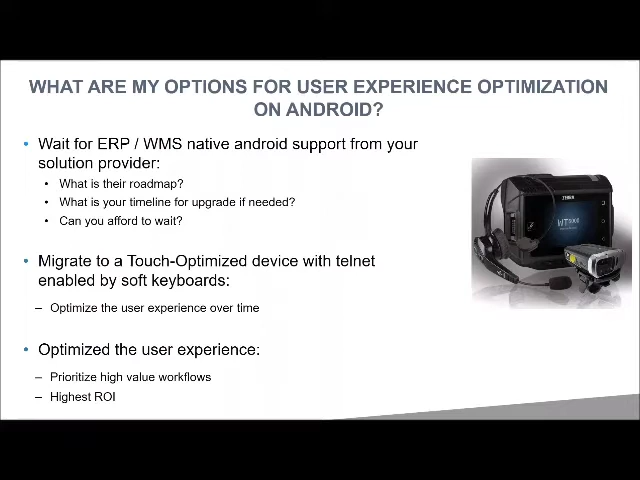 WHAT ARE MY OPTIONS FOR USER EXPERIENCE OPTIMIZATION
ON ANDROID?
• Wait for ERP / WMS native android support from your
solution provider:
• What is their roadmap?
• What is your timeline for upgrade if needed?
• Can you afford to wait?
• Migrate to a Touch-Optimized device with telnet
enabled by soft keyboards:
– Optimize the user experience over time
• Optimized the user experience:
– Prioritize high value workflows
– Highest ROI
ZEBRA
WT6000